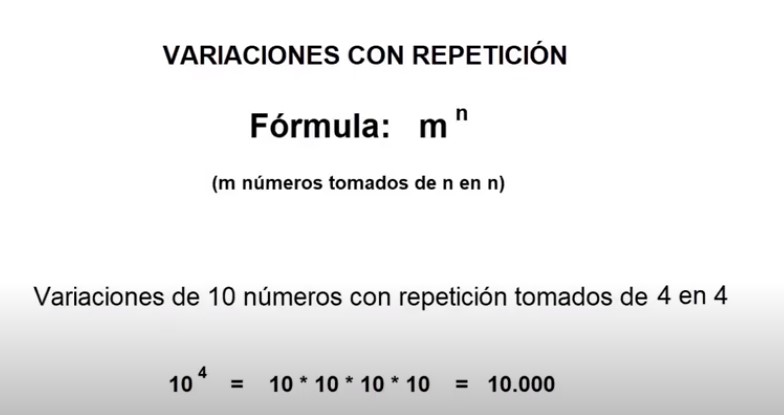 VARIACIONES CON REPETICIÓN
Fórmula: m ⁿ
(m números tomados de n en n)
Variaciones de 10 números con repetición tomados de 4 en 4
10 ⁴ = 10 * 10 * 10 * 10 = 10.000